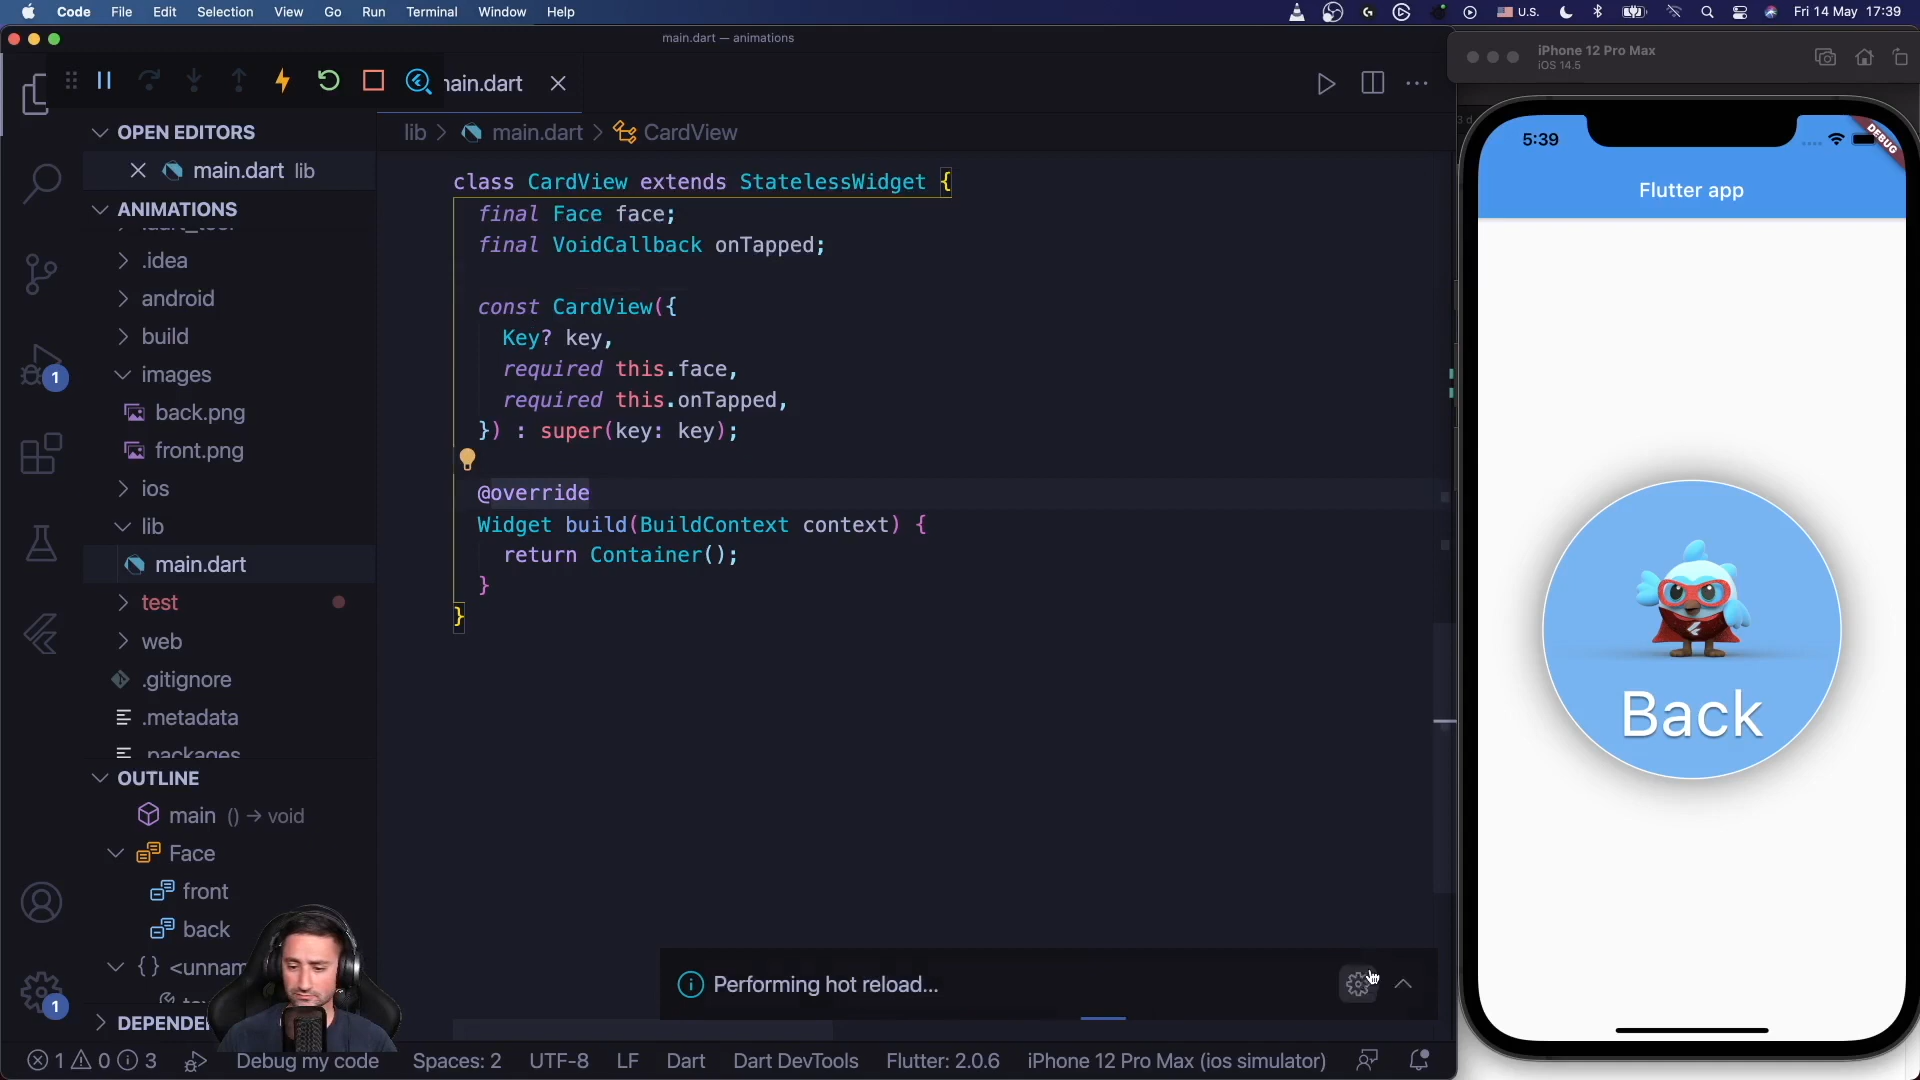 Code File Edit Selection View Go Run Terminal Window Help U.S. Fri 14 May 17:39
main.dart — animations
main.dart
lib > main.dart > CardView
OPEN EDITORS
main.dart lib
ANIMATIONS
.dart_tool
.idea
android
build
images
back.png
front.png
ios
lib
main.dart
test
web
.gitignore
.metadata
.packages
OUTLINE
main () → void
Face
front
back
{} <unnam
DEPENDE
class CardView extends StatelessWidget {
final Face face;
final VoidCallback onTapped;
const CardView({
Key? key,
required this.face,
required this.onTapped,
}) : super(key: key);
@override
Widget build(BuildContext context) {
return Container();
}
}
Performing hot reload...
1
1
1 0 3 Debug my code Spaces: 2 UTF-8 LF Dart Dart DevTools Flutter: 2.0.6 iPhone 12 Pro Max (ios simulator)
iPhone 12 Pro Max
iOS 14.5
5:39
DEBUG
Flutter app
Back